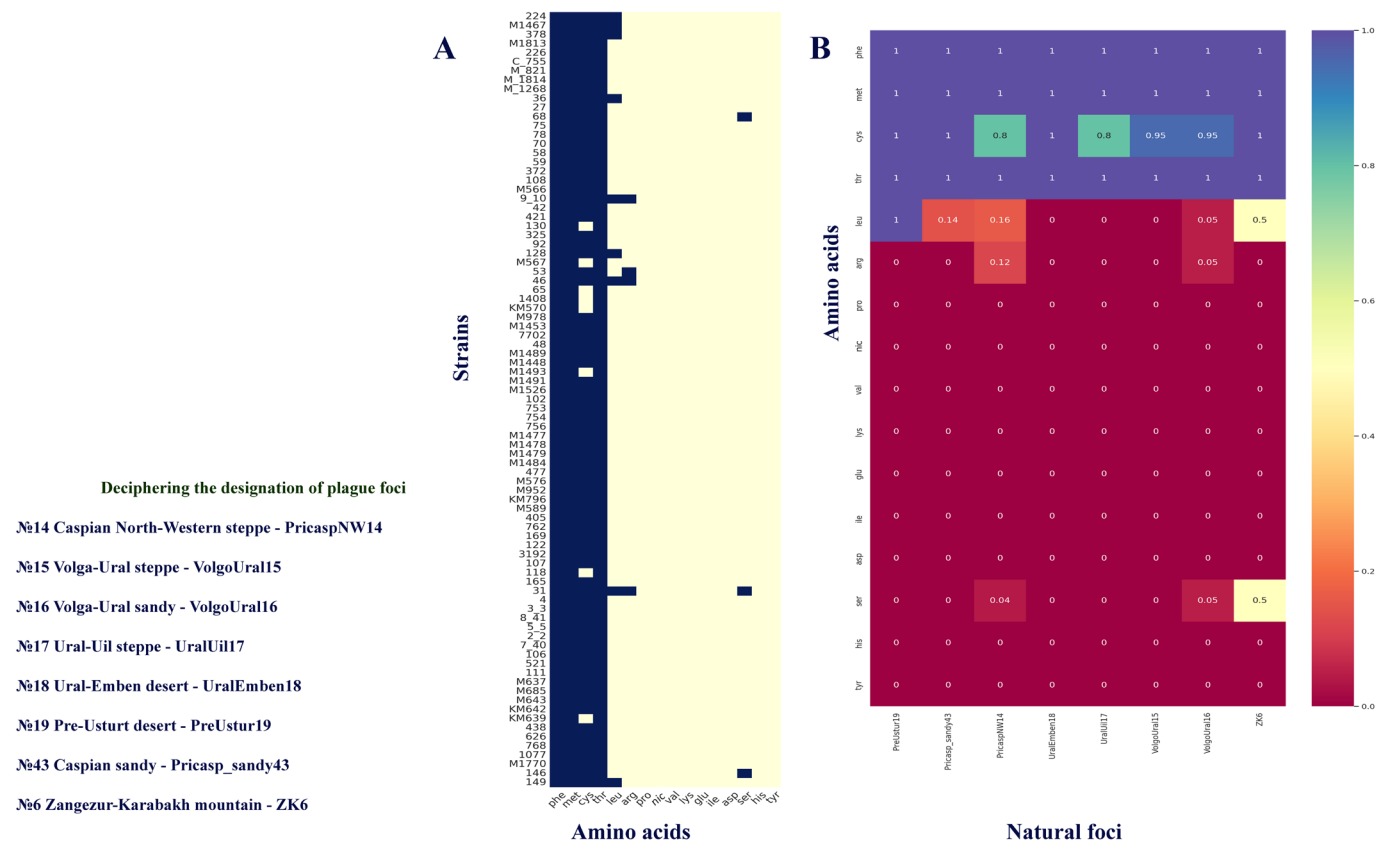 A
B
224
M1467
378
M1813
226
C_755
M_821
M_1814
M_1268
36
27
68
75
78
70
58
59
372
108
M566
9_10
42
421
130
325
92
128
M567
53
46
65
1408
KM570
M978
M1453
7702
48
M1489
M1448
M1493
M1491
M1526
102
753
754
756
M1477
M1478
M1479
M1484
477
M576
M952
KM796
M589
405
762
169
122
3192
107
118
165
31
4
3_3
8_41
5_5
2_2
7_40
106
521
111
M637
M685
M643
KM642
KM639
438
626
768
1077
M1770
146
149
Strains
phe met cys thr leu arg pro nic val lys glu ile asp ser his tyr
Amino acids
Amino acids
phe 1 1 1 1 1 1 1 1
met 1 1 1 1 1 1 1 1
cys 1 1 0.8 1 0.8 0.95 0.95 1
thr 1 1 1 1 1 1 1 1
leu 1 0.14 0.16 0 0 0 0.05 0.5
arg 0 0 0.12 0 0 0 0.05 0
pro 0 0 0 0 0 0 0 0
nic 0 0 0 0 0 0 0 0
val 0 0 0 0 0 0 0 0
lys 0 0 0 0 0 0 0 0
glu 0 0 0 0 0 0 0 0
ile 0 0 0 0 0 0 0 0
asp 0 0 0 0 0 0 0 0
ser 0 0 0.04 0 0 0 0.05 0.5
his 0 0 0 0 0 0 0 0
tyr 0 0 0 0 0 0 0 0
PreUstur19 Pricasp_sandy43 PricaspNW14 UralEmben18 UralUil17 VolgoUral15 VolgoUral16 ZK6
Natural foci
1.0
0.8
0.6
0.4
0.2
0.0
Deciphering the designation of plague foci
№14 Caspian North-Western steppe - PricaspNW14
№15 Volga-Ural steppe - VolgoUral15
№16 Volga-Ural sandy - VolgoUral16
№17 Ural-Uil steppe - UralUil17
№18 Ural-Emben desert - UralEmben18
№19 Pre-Usturt desert - PreUstur19
№43 Caspian sandy - Pricasp_sandy43
№6 Zangezur-Karabakh mountain - ZK6